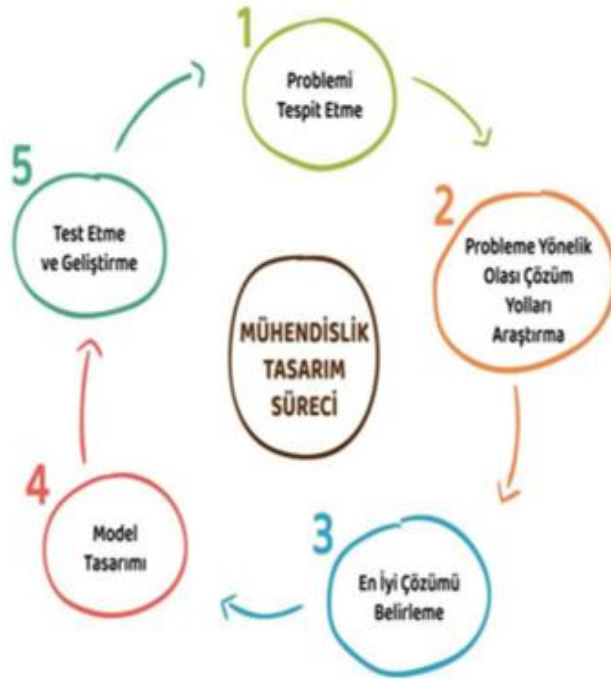 1
Problemi
Tespit Etme
2
Probleme Yönelik
Olası Çözüm
Yolları
Araştırma
3
En İyi Çözümü
Belirleme
4
Model
Tasarımı
5
Test Etme
ve Geliştirme
MÜHENDİSLİK
TASARIM
SÜRECİ